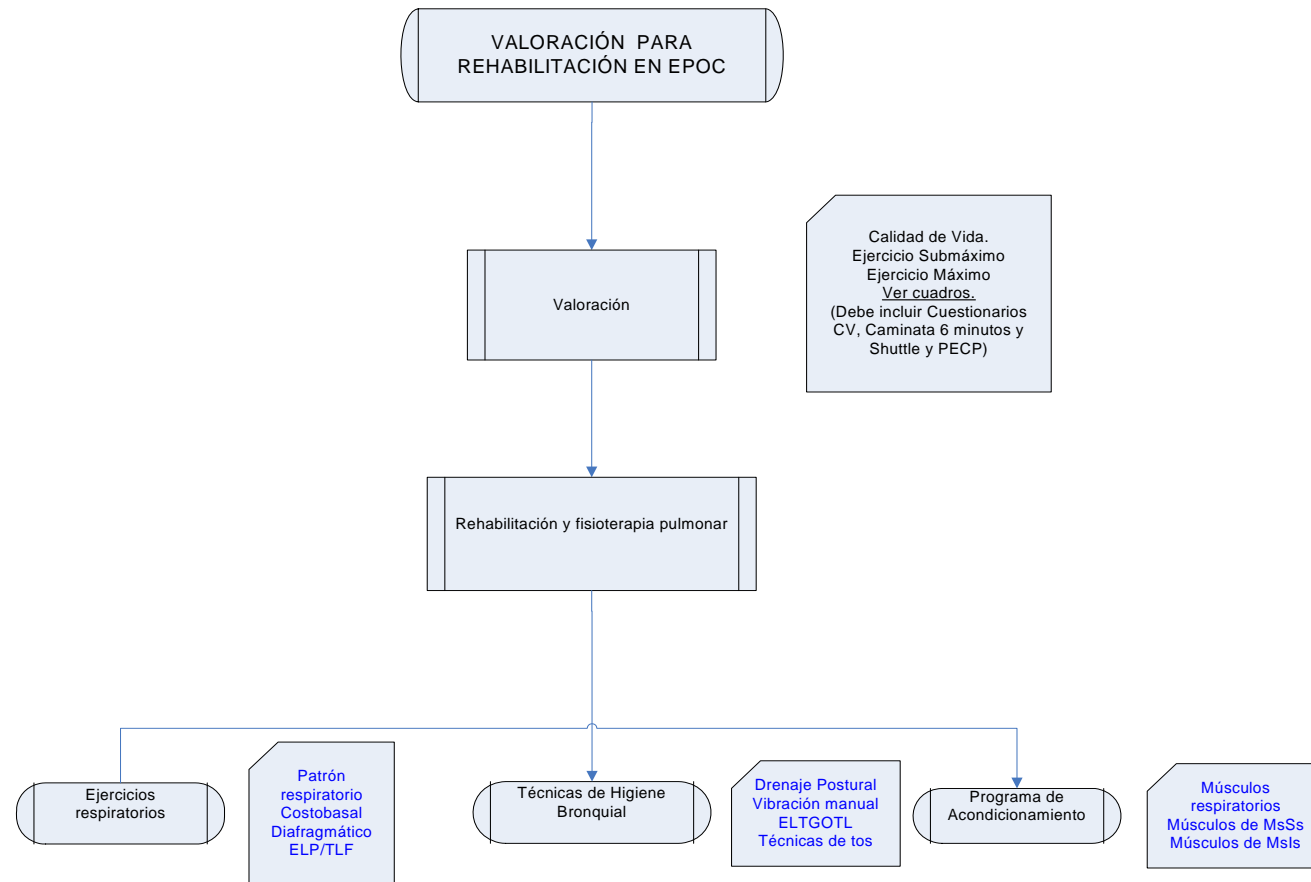 VALORACIÓN PARA
REHABILITACIÓN EN EPOC
Calidad de Vida.
Ejercicio Submáximo
Ejercicio Máximo
Ver cuadros.
(Debe incluir Cuestionarios
CV, Caminata 6 minutos y
Shuttle y PECP)
Valoración
Rehabilitación y fisioterapia pulmonar
Ejercicios
respiratorios
Patrón
respiratorio
Costobasal
Diafragmático
ELP/TLF
Técnicas de Higiene
Bronquial
Drenaje Postural
Vibración manual
ELTGOTL
Técnicas de tos
Programa de
Acondicionamiento
Músculos
respiratorios
Músculos de MsSs
Músculos de MsIs